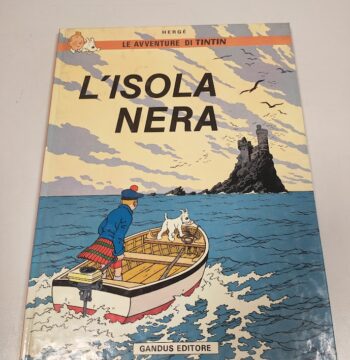 HERGÉ
LE AVVENTURE DI TINTIN
L'ISOLA
NERA
GANDUS EDITORE